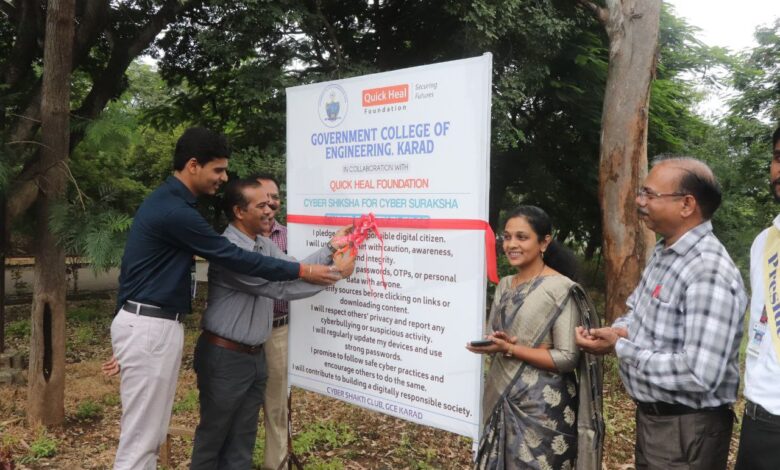 Quick Heal
Foundation
Securing
Futures
GOVERNMENT COLLEGE OF
ENGINEERING, KARAD
IN COLLABORATION WITH
QUICK HEAL FOUNDATION
CYBER SHIKSHA FOR CYBER SURAKSHA
I pledge responsible digital citizen.
I will with caution, awareness,
integrity.
passwords, OTPs, or personal
data with anyone.
sources before clicking on links or
downloading content.
I will respect others' privacy and report any
cyberbullying or suspicious activity.
I will regularly update my devices and use
strong passwords.
I promise to follow safe cyber practices and
encourage others to do the same.
I will contribute to building a digitally responsible society.
CYBER SHAKTI CLUB, GCE KARAD